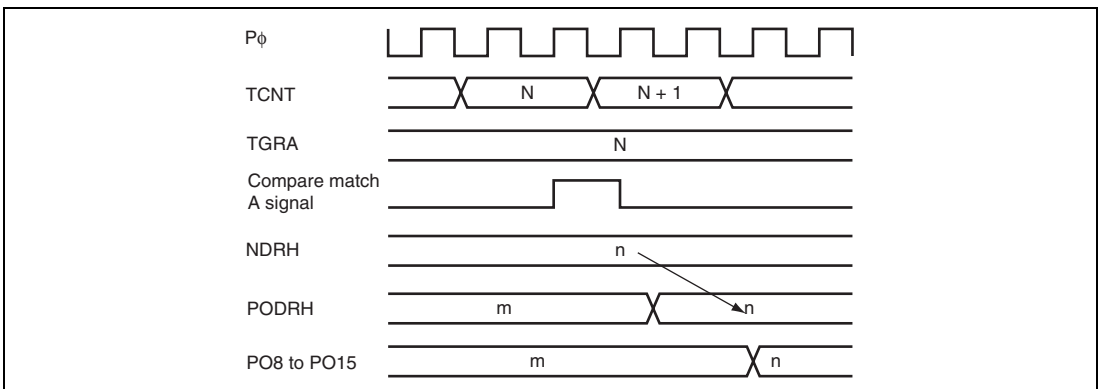 Pϕ
TCNT N N + 1
TGRA N
Compare match
A signal
NDRH n
PODRH m n
PO8 to PO15 m n